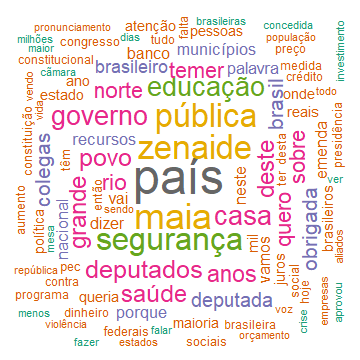 pronunciamento dias brasileiras concedida
milhões congresso atenção tudo falta pessoas população
maior constitucional banco municípios preço
câmara brasileiro temer palavra medida
vendo ano norte educação crédito
constituição estado governo pública brasil onde todo
vida recursos zenaide reais investimento
colegas povo país deste sobre emenda presidência
têm rio então vai maia casa neste quero desta ter ver
aumento política mesa nacional grande sendo dizer segurança mil vamos obrigada brasileiros aliados
república pec deputados anos juros social
programa contra queria saúde deputada voz hoje empresas
menos dinheiro porque maioria brasileira crise aprovou
violência federais falar sociais orçamento
fazer estados